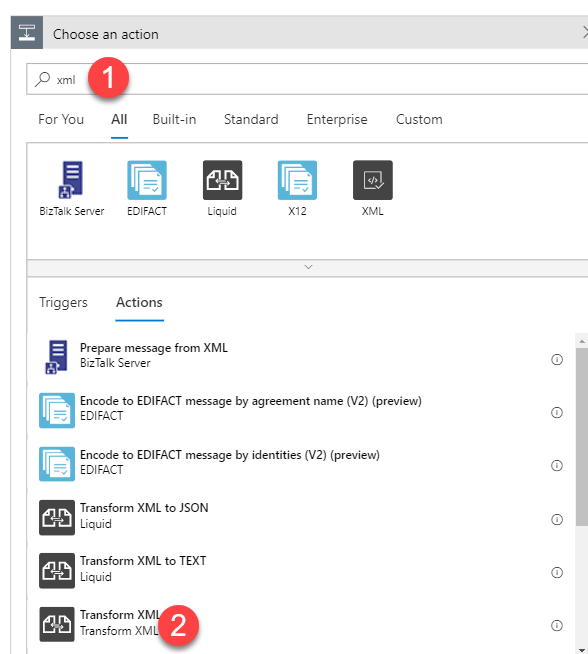 Choose an action
xml
1
For You All Built-in Standard Enterprise Custom
BizTalk Server EDIFACT Liquid X12 XML
Triggers Actions
Prepare message from XML
BizTalk Server
Encode to EDIFACT message by agreement name (V2) (preview)
EDIFACT
Encode to EDIFACT message by identities (V2) (preview)
EDIFACT
Transform XML to JSON
Liquid
Transform XML to TEXT
Liquid
Transform XML
Transform XML
2